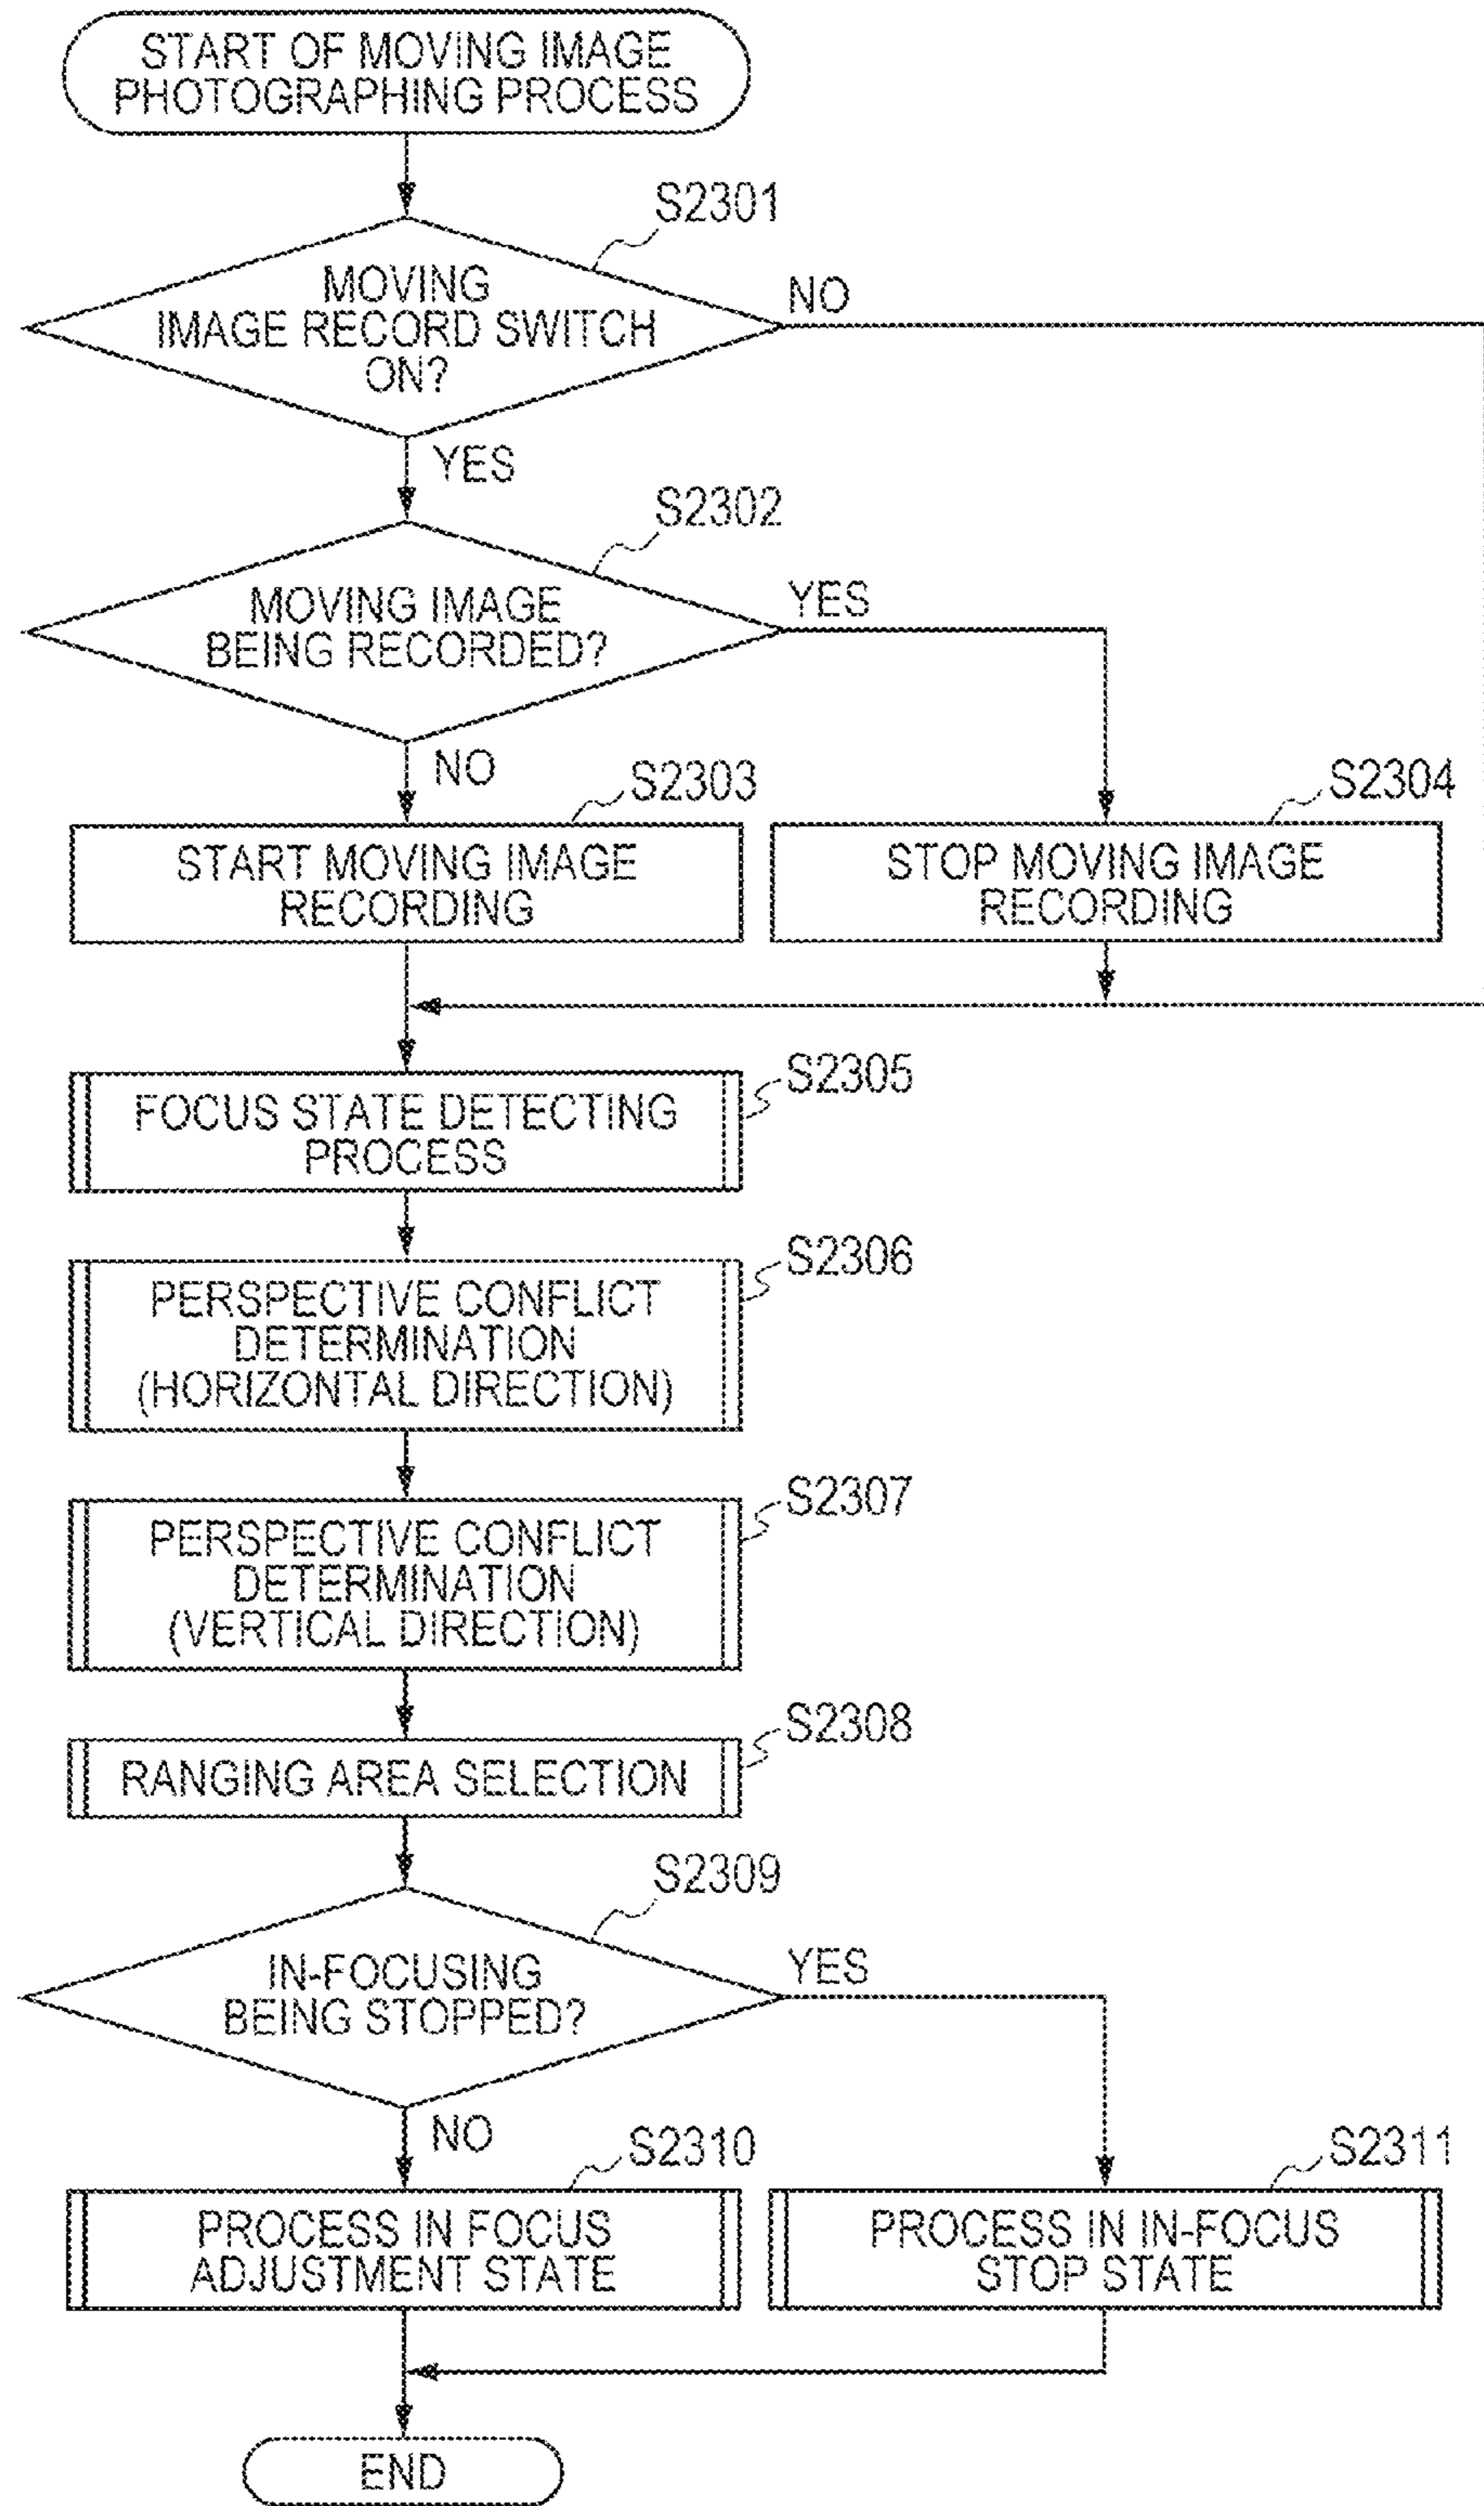 START OF MOVING IMAGE
PHOTOGRAPHING PROCESS
S2301
MOVING
IMAGE RECORD SWITCH
ON?
NO
YES
S2302
MOVING IMAGE
BEING RECORDED?
YES
NO
S2303
S2304
START MOVING IMAGE
RECORDING
STOP MOVING IMAGE
RECORDING
S2305
FOCUS STATE DETECTING
PROCESS
S2306
PERSPECTIVE CONFLICT
DETERMINATION
(HORIZONTAL DIRECTION)
S2307
PERSPECTIVE CONFLICT
DETERMINATION
(VERTICAL DIRECTION)
S2308
RANGING AREA SELECTION
S2309
IN-FOCUSING
BEING STOPPED?
YES
NO
S2310
S2311
PROCESS IN FOCUS
ADJUSTMENT STATE
PROCESS IN IN-FOCUS
STOP STATE
END